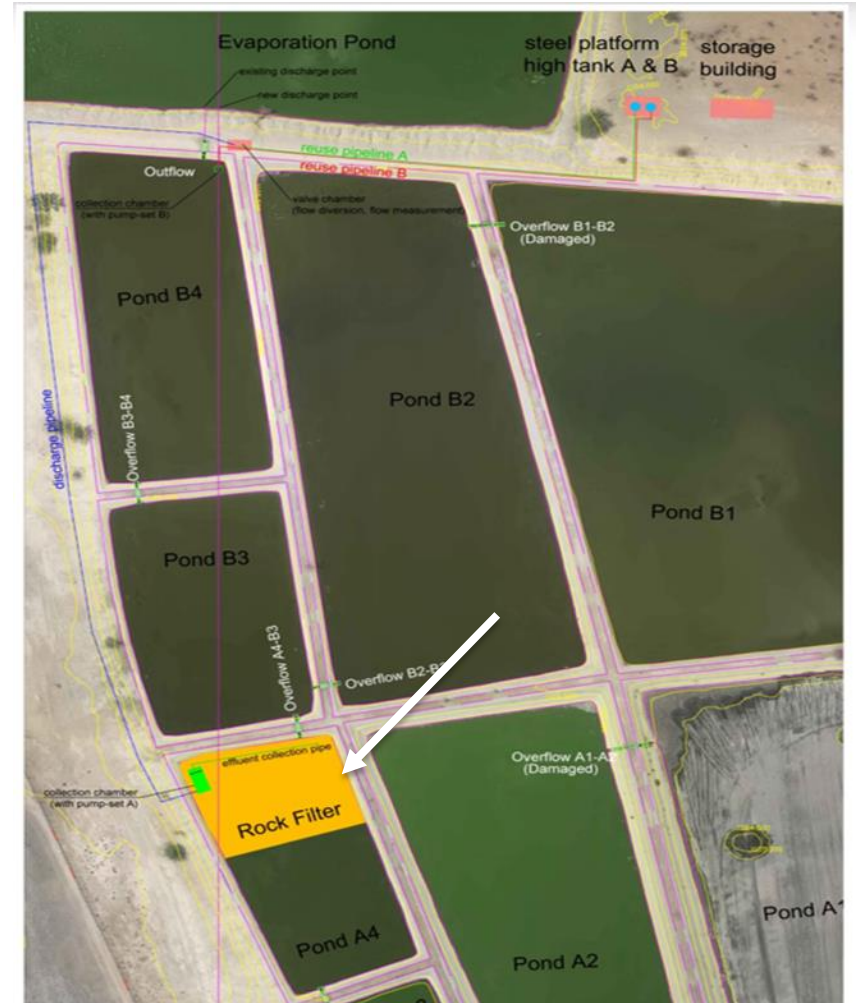 Evaporation Pond
steel platform
high tank A & B
storage
building
existing discharge point
new discharge point
reuse pipeline A
reuse pipeline B
Outflow
collection chamber
(with pump-set B)
valve chamber
(flow diversion, flow measurement)
Overflow B1-B2
(Damaged)
Pond B4
Pond B2
Overflow B3-B4
discharge pipeline
Pond B1
Pond B3
Overflow A4-B3
Overflow B2-B
Overflow A1-A2
(Damaged)
effluent collection pipe
collection chamber
(with pump-set A)
Rock Filter
Pond A1
Pond A4
Pond A2